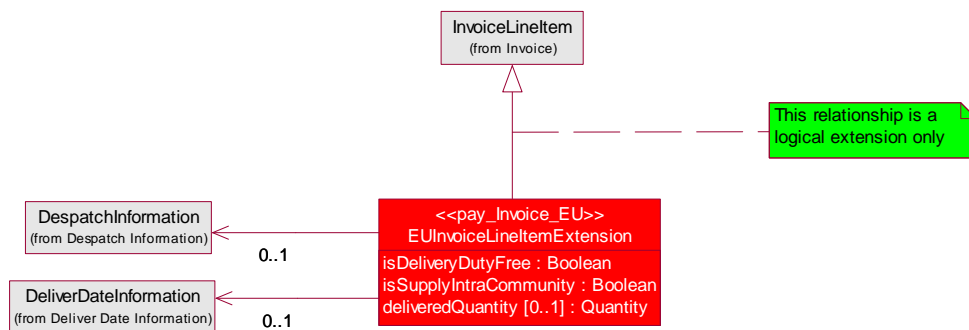 InvoiceLineItem
(from Invoice)
This relationship is a
logical extension only
<<pay_Invoice_EU>>
EUInvoiceLineItemExtension
isDeliveryDutyFree : Boolean
isSupplyIntraCommunity : Boolean
deliveredQuantity [0..1] : Quantity
DespatchInformation
(from Despatch Information)
0..1
DeliverDateInformation
(from Deliver Date Information)
0..1